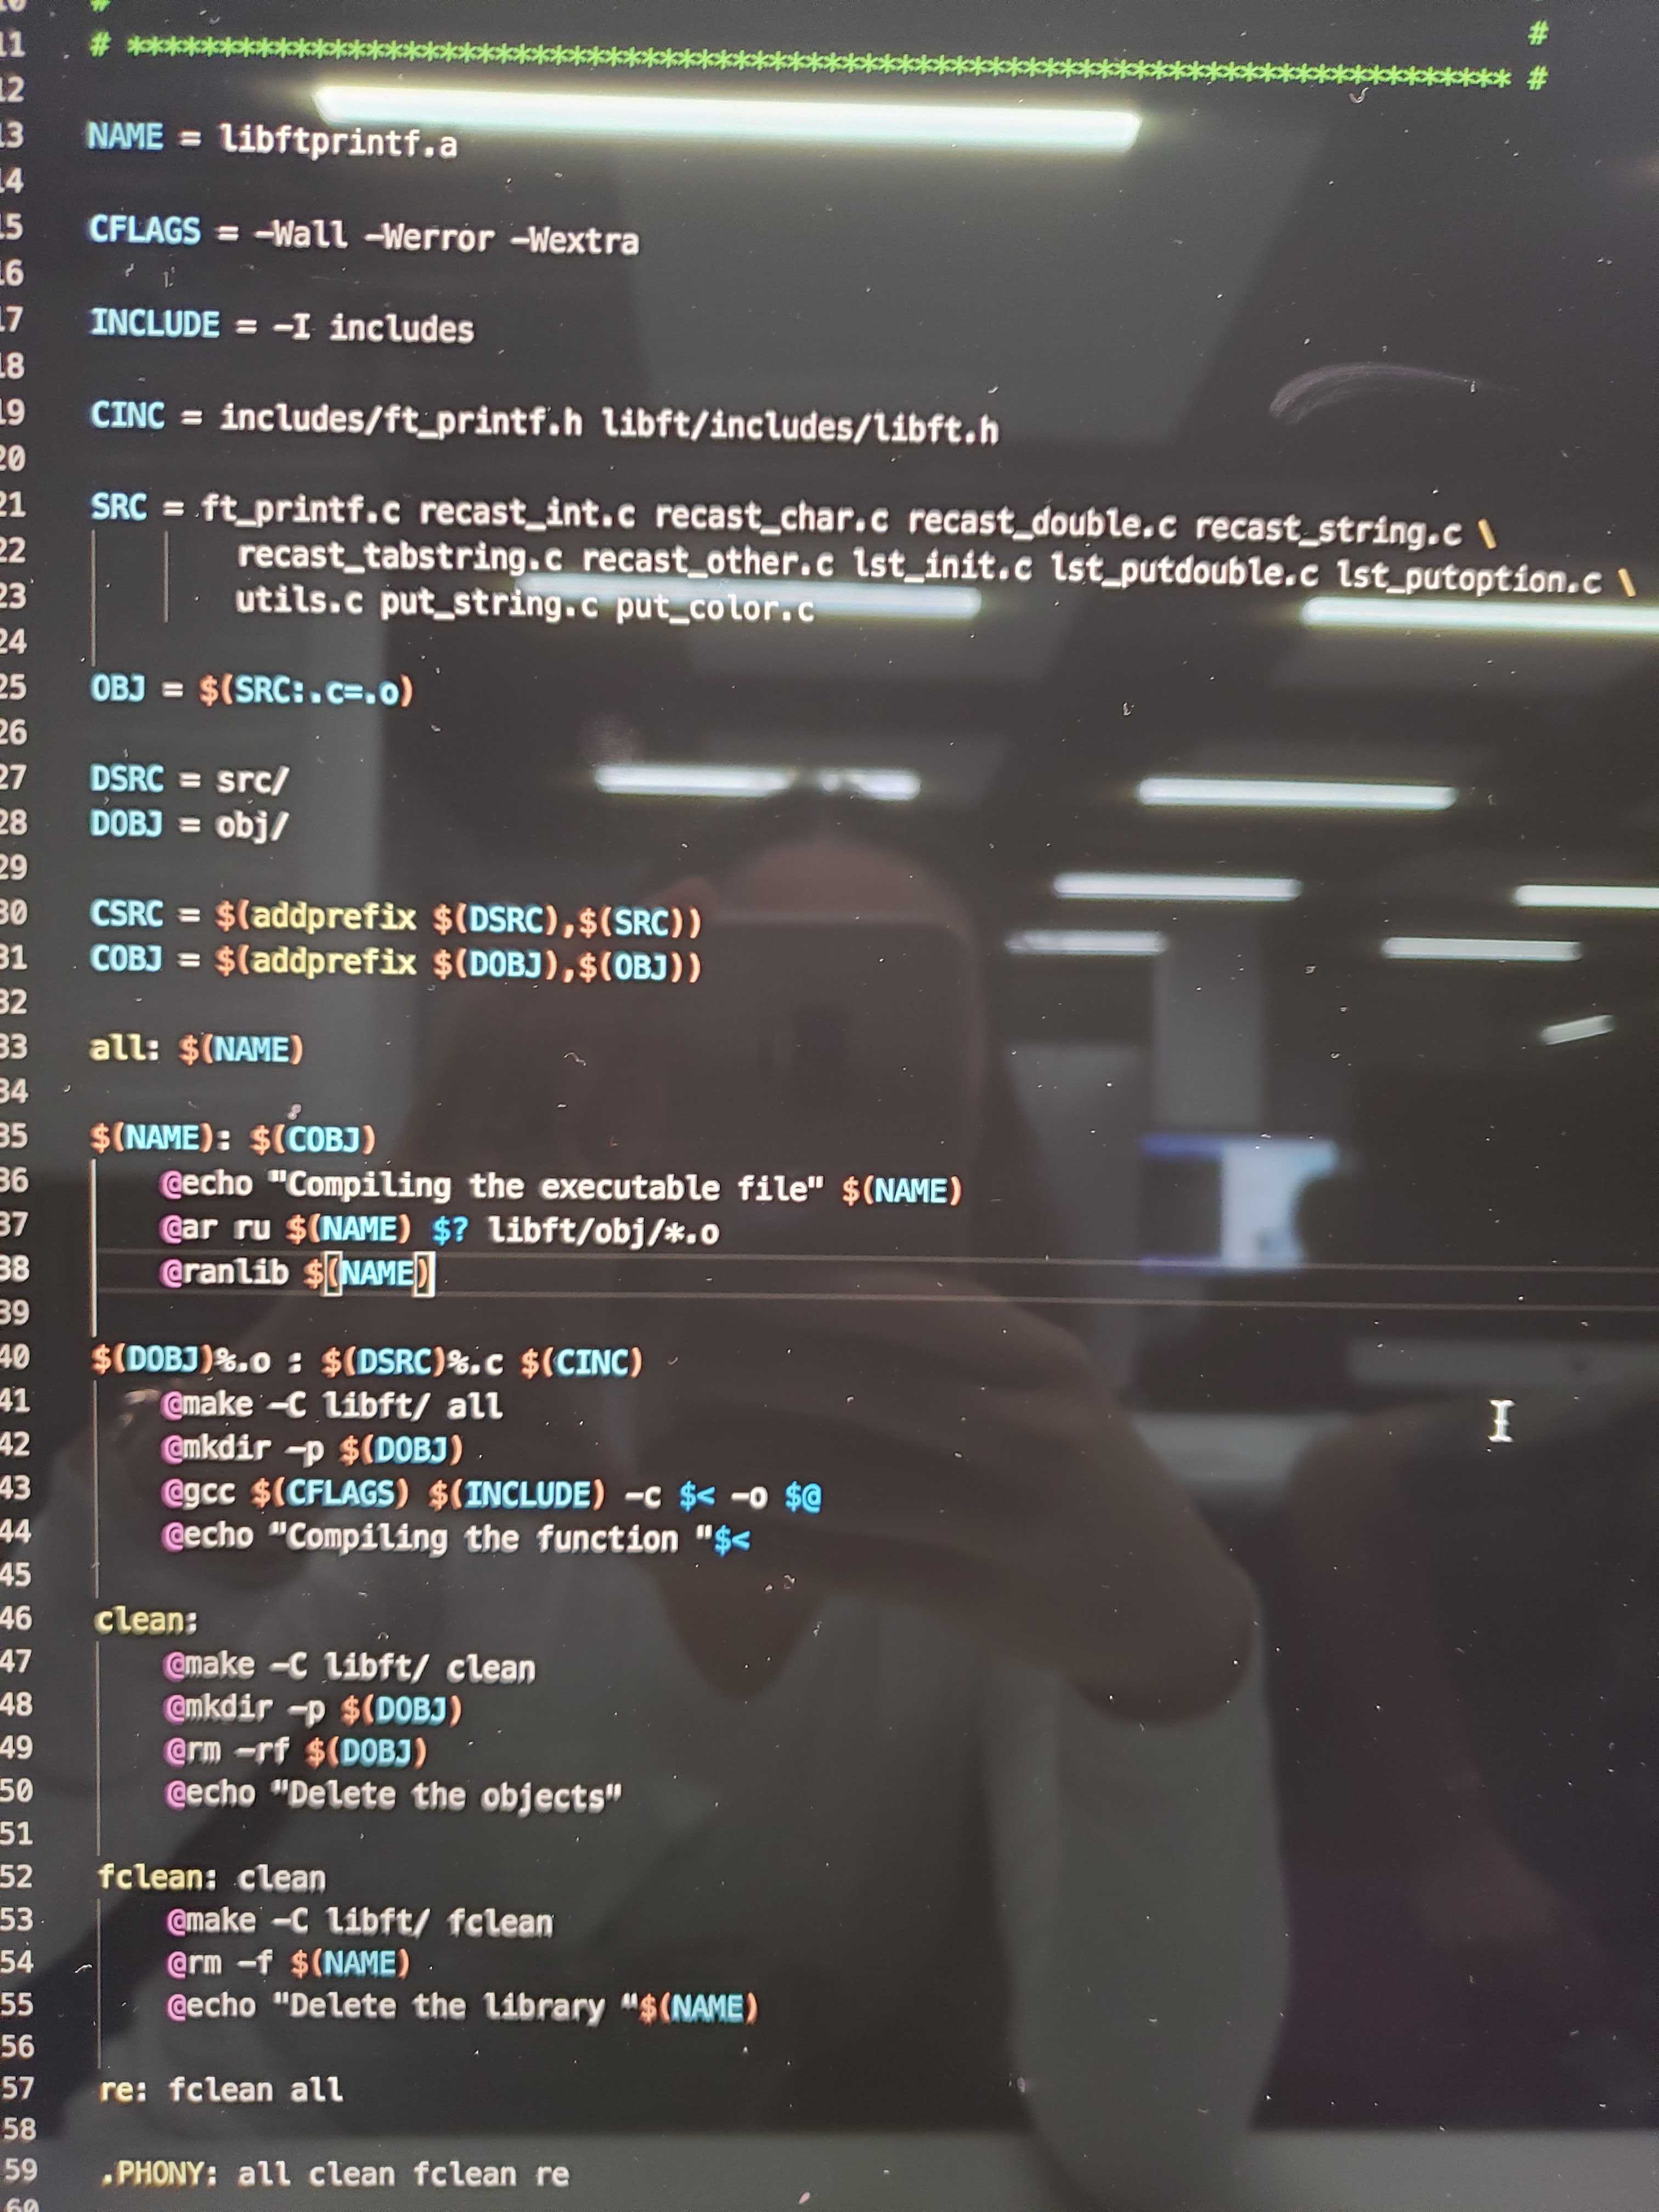 10 #
11 # **************************************************************************** #
12
13 NAME = libftprintf.a
14
15 CFLAGS = -Wall -Werror -Wextra
16
17 INCLUDE = -I includes
18
19 CINC = includes/ft_printf.h libft/includes/libft.h
20
21 SRC = ft_printf.c recast_int.c recast_char.c recast_double.c recast_string.c \
22 recast_tabstring.c recast_other.c lst_init.c lst_putdouble.c lst_putoption.c \
23 utils.c put_string.c put_color.c
24
25 OBJ = $(SRC:.c=.o)
26
27 DSRC = src/
28 DOBJ = obj/
29
30 CSRC = $(addprefix $(DSRC),$(SRC))
31 COBJ = $(addprefix $(DOBJ),$(OBJ))
32
33 all: $(NAME)
34
35 $(NAME): $(COBJ)
36 @echo "Compiling the executable file" $(NAME)
37 @ar ru $(NAME) $? libft/obj/*.o
38 @ranlib $(NAME)
39
40 $(DOBJ)%.o : $(DSRC)%.c $(CINC)
41 @make -C libft/ all
42 @mkdir -p $(DOBJ)
43 @gcc $(CFLAGS) $(INCLUDE) -c $< -o $@
44 @echo "Compiling the function "$<
45
46 clean:
47 @make -C libft/ clean
48 @mkdir -p $(DOBJ)
49 @rm -rf $(DOBJ)
50 @echo "Delete the objects"
51
52 fclean: clean
53 @make -C libft/ fclean
54 @rm -f $(NAME)
55 @echo "Delete the library "$(NAME)
56
57 re: fclean all
58
59 .PHONY: all clean fclean re
60